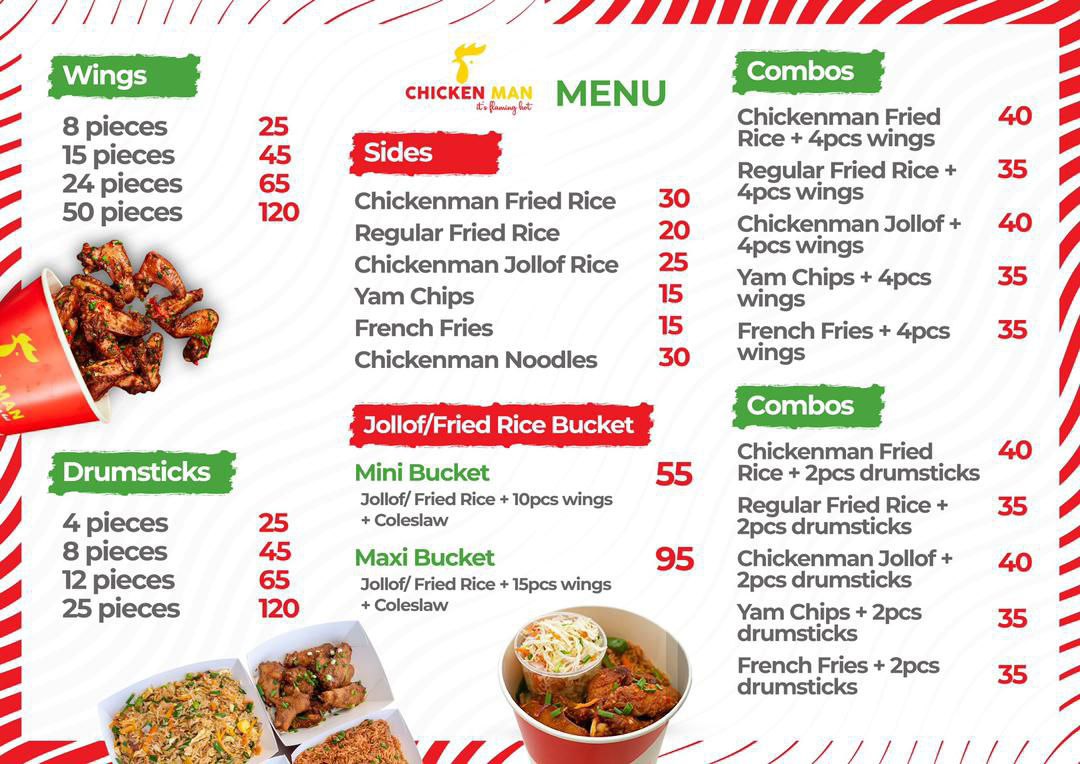 Wings
8 pieces 25
15 pieces 45
24 pieces 65
50 pieces 120
MAN
Drumsticks
4 pieces 25
8 pieces 45
12 pieces 65
25 pieces 120
CHICKEN MAN
it's flaming hot
MENU
Sides
Chickenman Fried Rice 30
Regular Fried Rice 20
Chickenman Jollof Rice 25
Yam Chips 15
French Fries 15
Chickenman Noodles 30
Jollof/Fried Rice Bucket
Mini Bucket 55
Jollof/ Fried Rice + 10pcs wings
+ Coleslaw
Maxi Bucket 95
Jollof/ Fried Rice + 15pcs wings
+ Coleslaw
Combos
Chickenman Fried 40
Rice + 4pcs wings
Regular Fried Rice + 35
4pcs wings
Chickenman Jollof + 40
4pcs wings
Yam Chips + 4pcs 35
wings
French Fries + 4pcs 35
wings
Combos
Chickenman Fried 40
Rice + 2pcs drumsticks
Regular Fried Rice + 35
2pcs drumsticks
Chickenman Jollof + 40
2pcs drumsticks
Yam Chips + 2pcs 35
drumsticks
French Fries + 2pcs 35
drumsticks